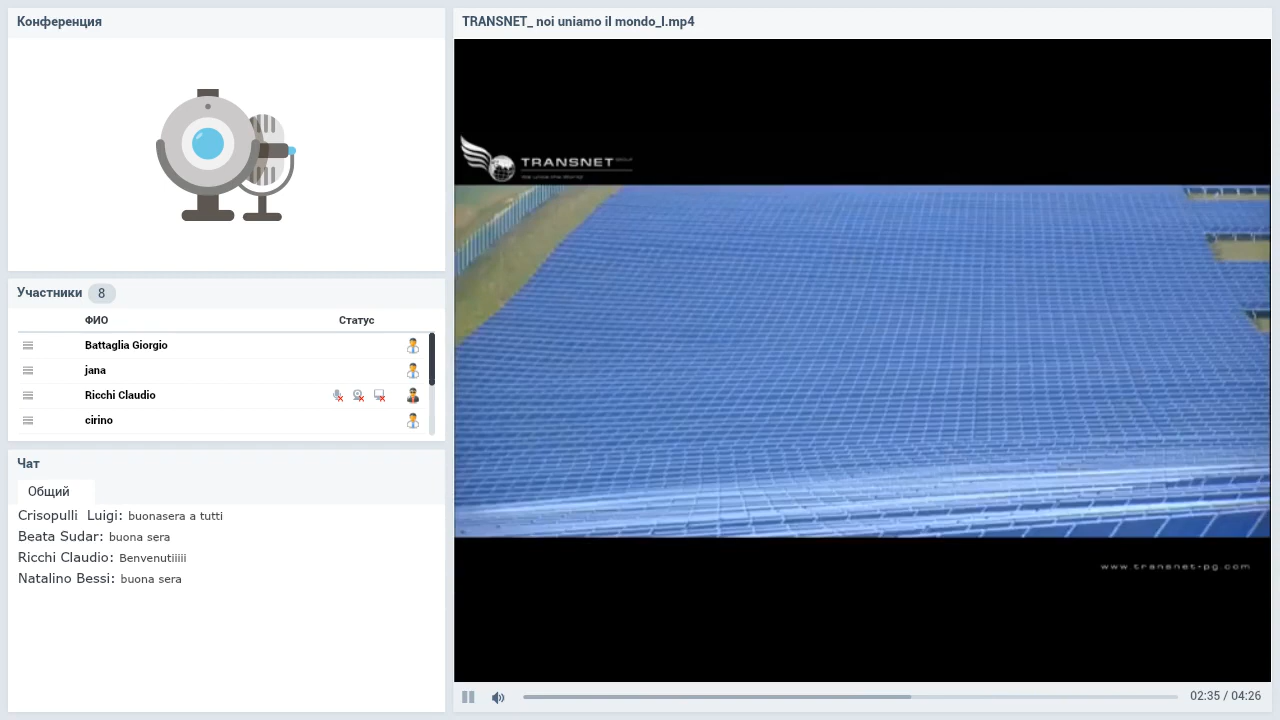 Конференция
Участники 8
ФИО Статус
Battaglia Giorgio
jana
Ricchi Claudio
cirino
Чат
Общий
Crisopulli Luigi: buonasera a tutti
Beata Sudar: buona sera
Ricchi Claudio: Benvenutiiiii
Natalino Bessi: buona sera
TRANSNET_ noi uniamo il mondo_I.mp4
TRANSNET
www.transnet-pg.com
02:35 / 04:26